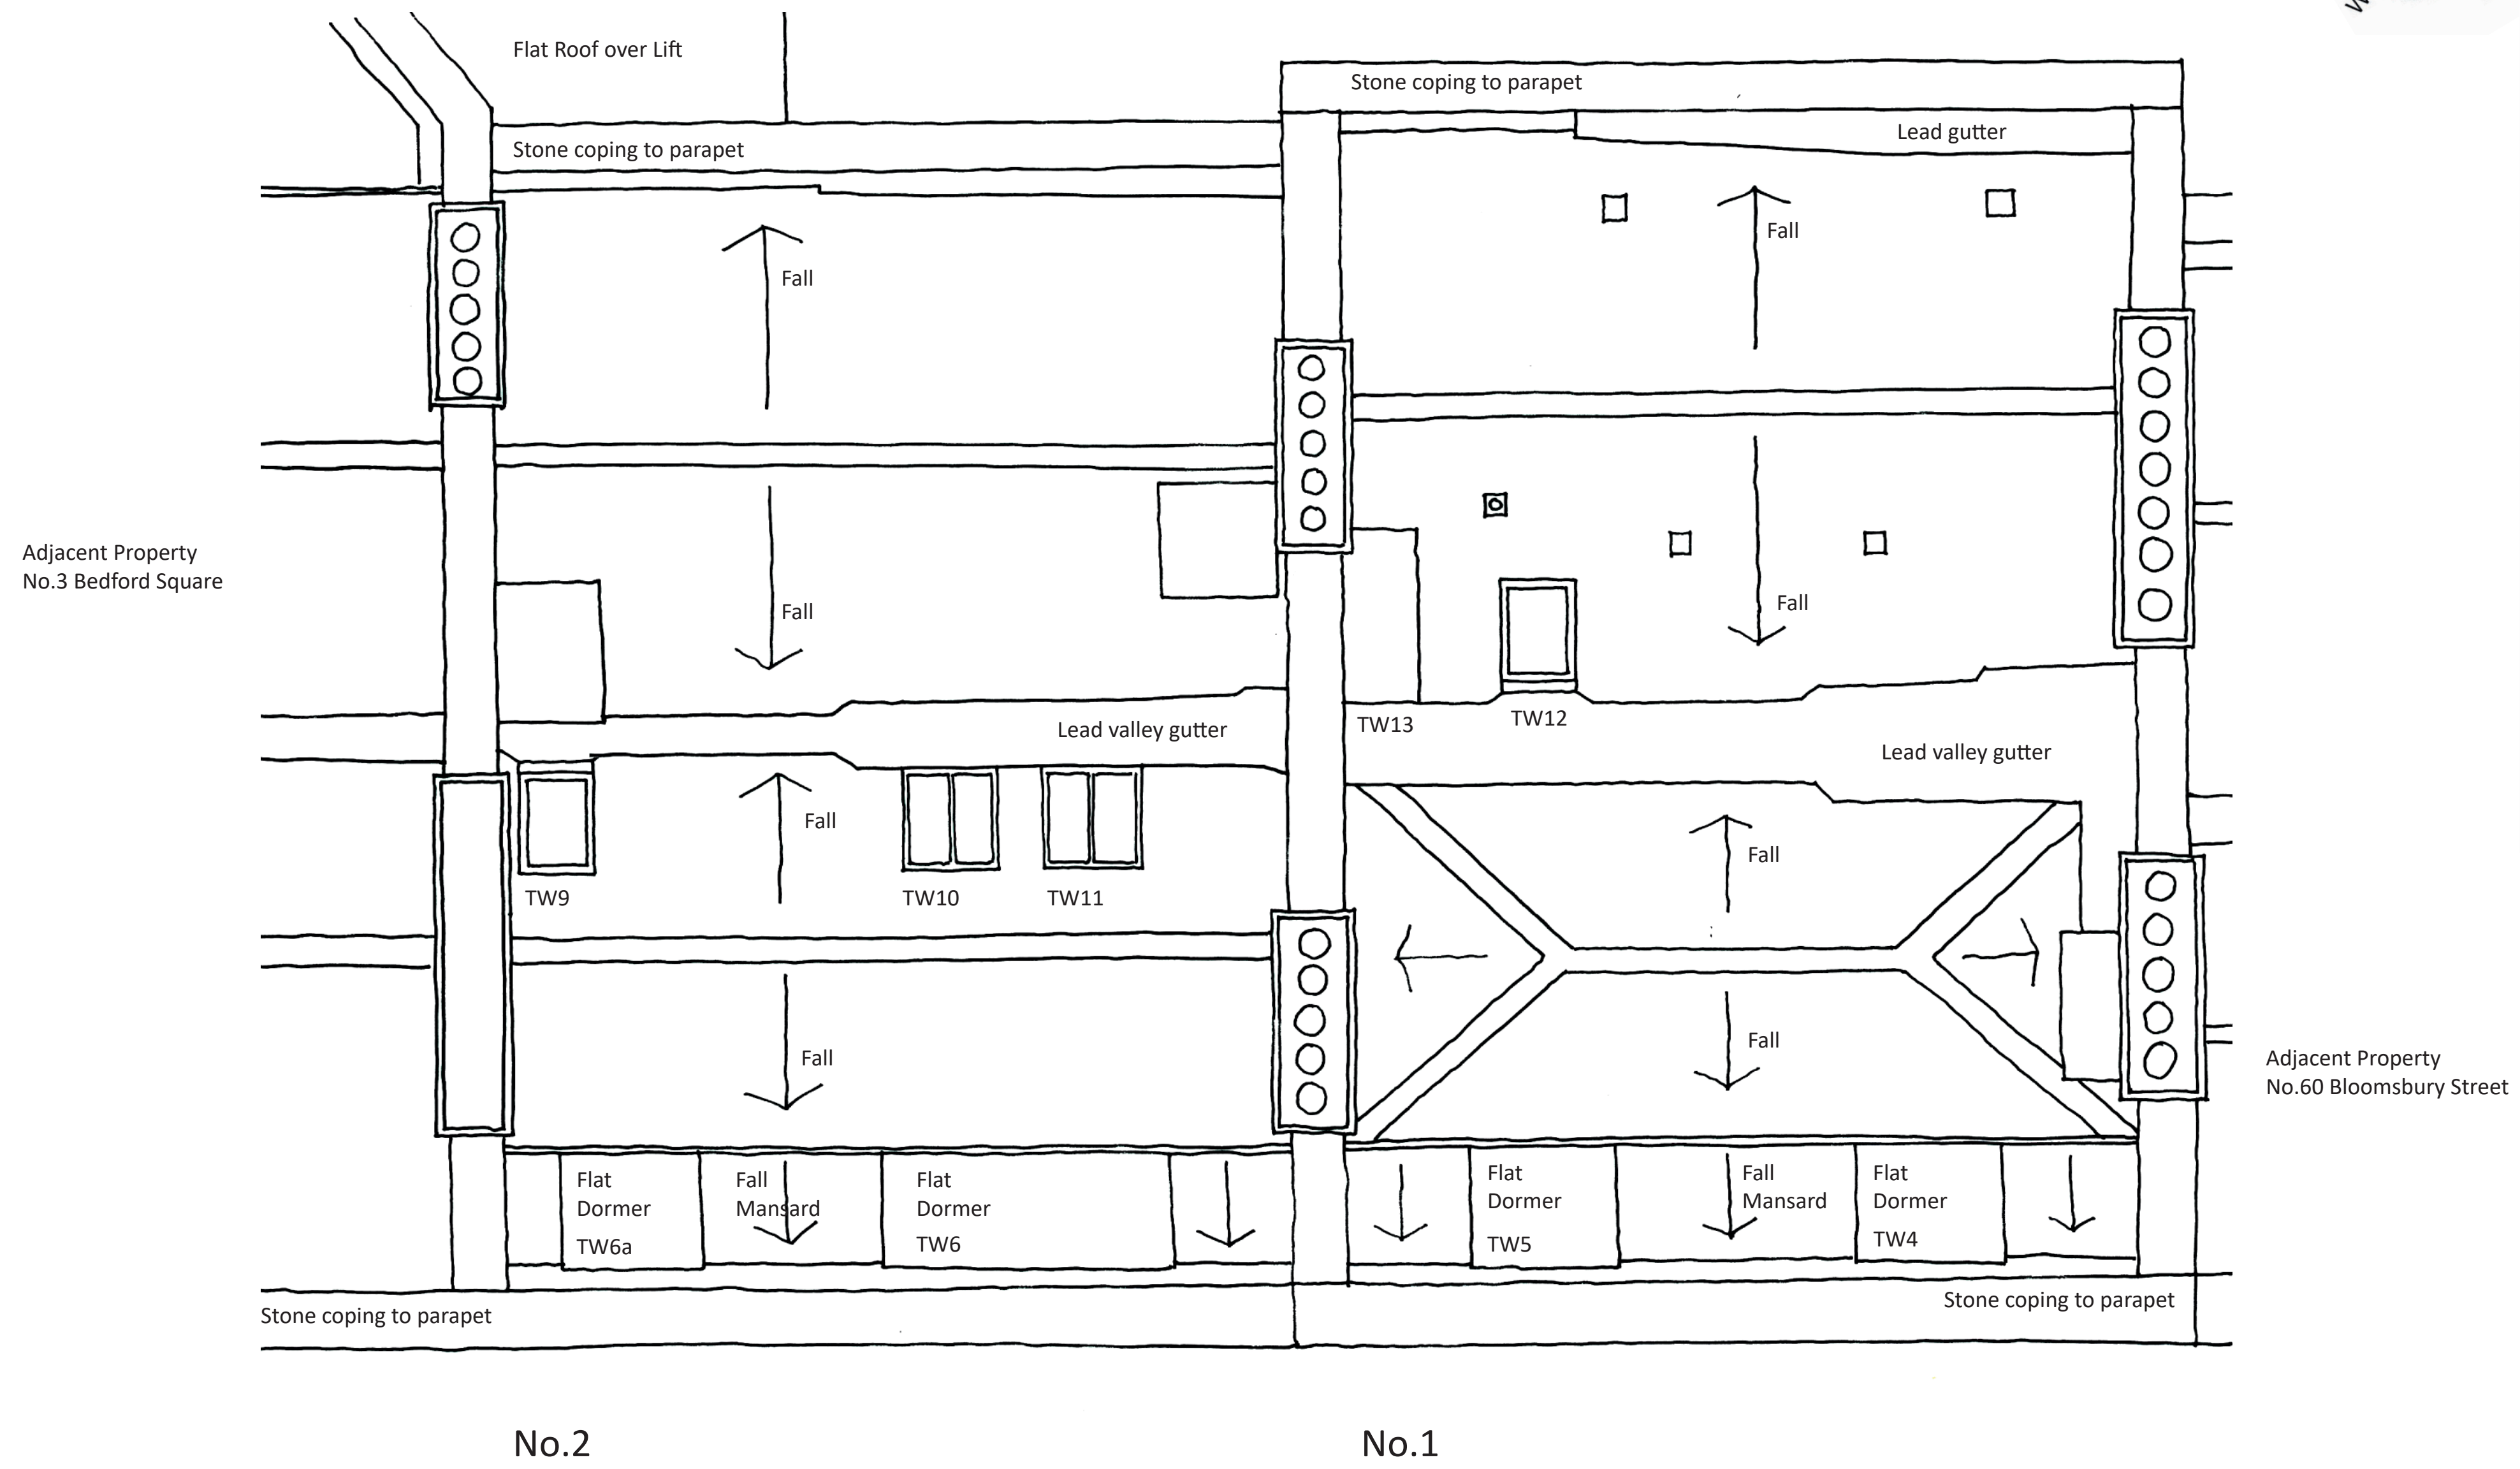 Flat Roof over Lift
Stone coping to parapet
Stone coping to parapet
Lead gutter
Fall
Fall
Adjacent Property
No.3 Bedford Square
Fall
Fall
Lead valley gutter
TW13
TW12
Lead valley gutter
Fall
Fall
TW9
TW10
TW11
Fall
Fall
Adjacent Property
No.60 Bloomsbury Street
Flat
Dormer
TW6a
Fall
Mansard
Flat
Dormer
TW6
Flat
Dormer
TW5
Fall
Mansard
Flat
Dormer
TW4
Stone coping to parapet
Stone coping to parapet
No.2
No.1